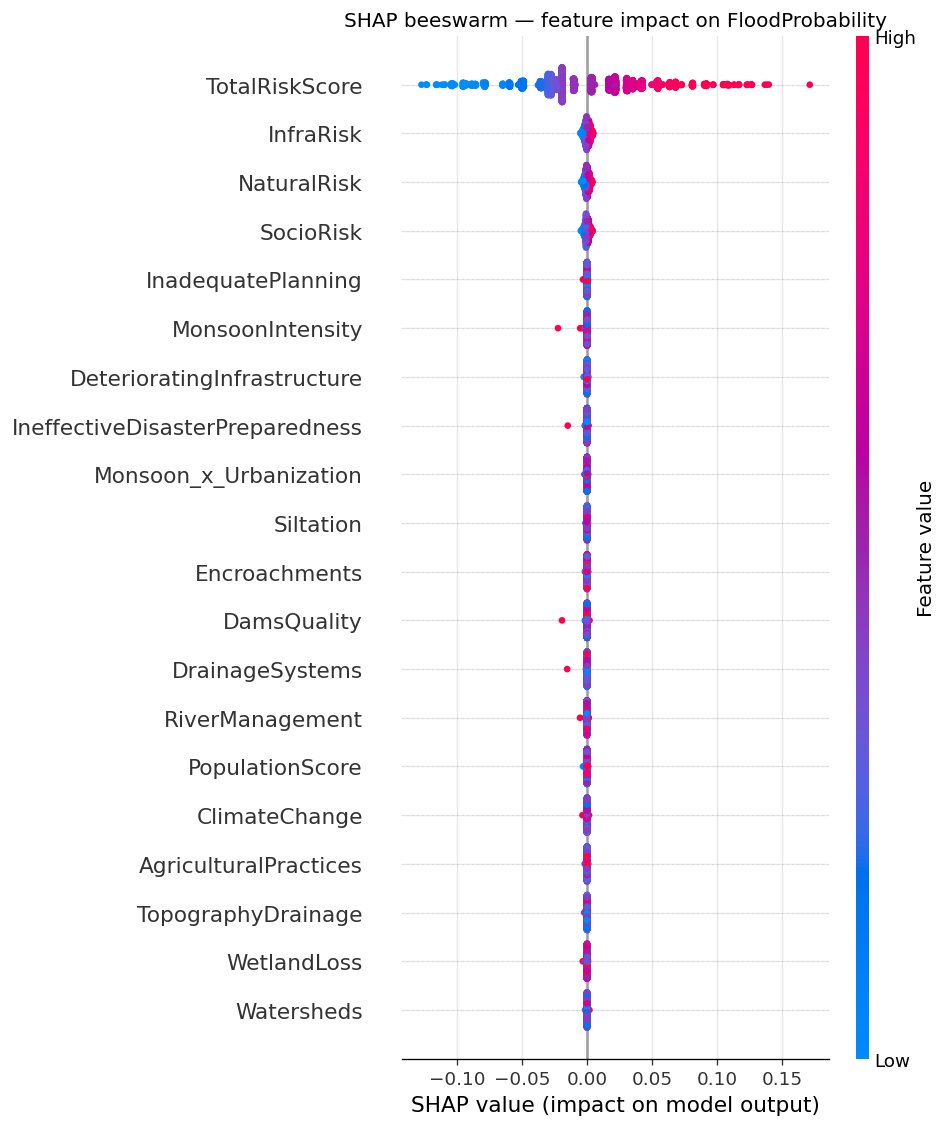 SHAP beeswarm — feature impact on FloodProbability
High
TotalRiskScore
InfraRisk
NaturalRisk
SocioRisk
InadequatePlanning
MonsoonIntensity
DeterioratingInfrastructure
IneffectiveDisasterPreparedness
Monsoon_x_Urbanization
Siltation
Encroachments
DamsQuality
DrainageSystems
RiverManagement
PopulationScore
ClimateChange
AgriculturalPractices
TopographyDrainage
WetlandLoss
Watersheds
Feature value
Low
−0.10 −0.05 0.00 0.05 0.10 0.15
SHAP value (impact on model output)